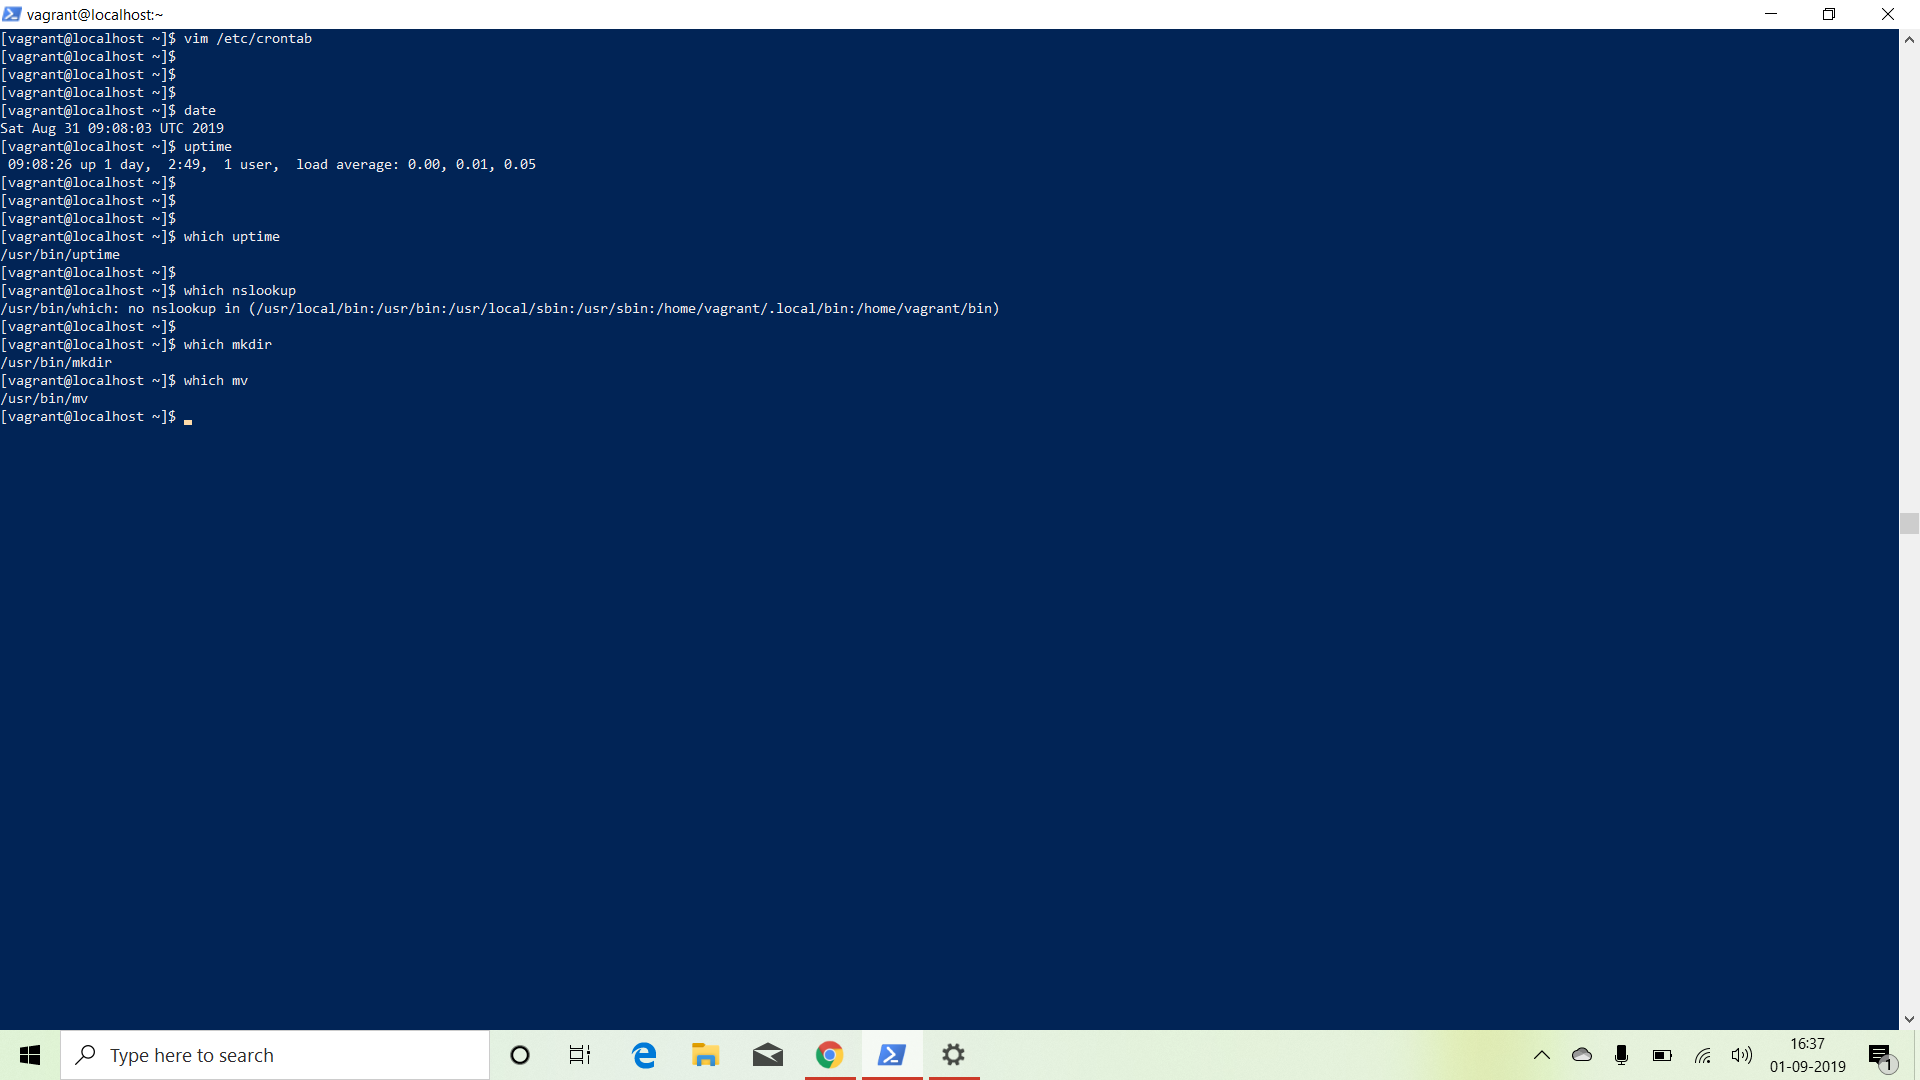 vagrant@localhost:~
[vagrant@localhost ~]$ vim /etc/crontab
[vagrant@localhost ~]$
[vagrant@localhost ~]$
[vagrant@localhost ~]$
[vagrant@localhost ~]$ date
Sat Aug 31 09:08:03 UTC 2019
[vagrant@localhost ~]$ uptime
 09:08:26 up 1 day,  2:49,  1 user,  load average: 0.00, 0.01, 0.05
[vagrant@localhost ~]$
[vagrant@localhost ~]$
[vagrant@localhost ~]$
[vagrant@localhost ~]$ which uptime
/usr/bin/uptime
[vagrant@localhost ~]$
[vagrant@localhost ~]$ which nslookup
/usr/bin/which: no nslookup in (/usr/local/bin:/usr/bin:/usr/local/sbin:/usr/sbin:/home/vagrant/.local/bin:/home/vagrant/bin)
[vagrant@localhost ~]$
[vagrant@localhost ~]$ which mkdir
/usr/bin/mkdir
[vagrant@localhost ~]$ which mv
/usr/bin/mv
[vagrant@localhost ~]$
Type here to search
16:37
01-09-2019
1